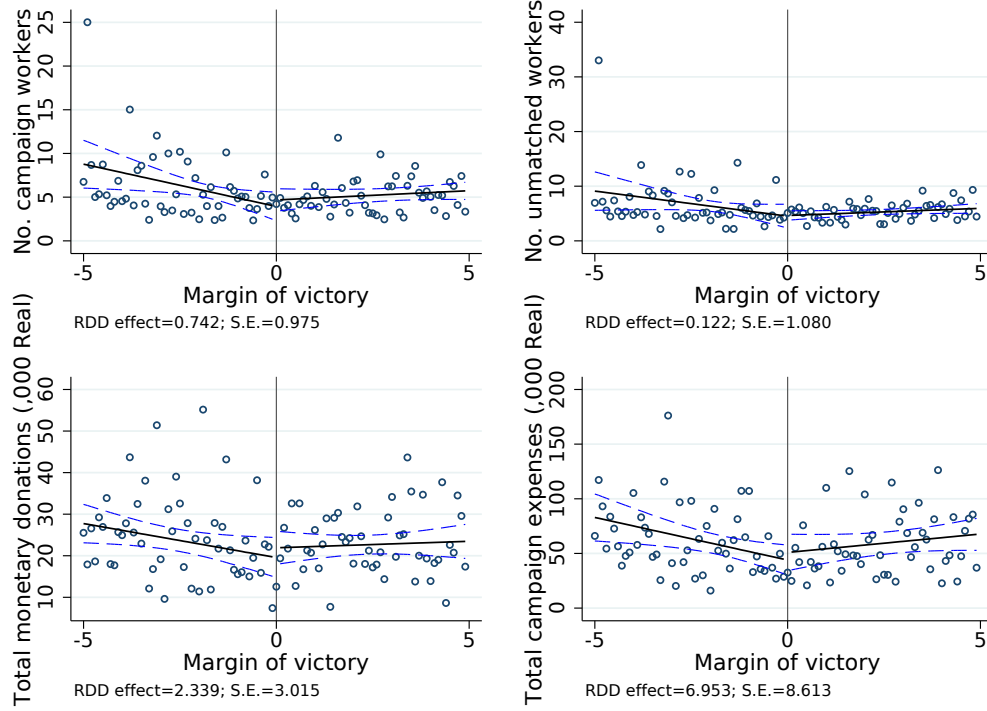 No. campaign workers
25
20
15
10
5
0
-5
0
5
Margin of victory
RDD effect=0.742; S.E.=0.975
No. unmatched workers
40
30
20
10
0
-5
0
5
Margin of victory
RDD effect=0.122; S.E.=1.080
Total monetary donations (,000 Real)
60
50
40
30
20
10
-5
0
5
Margin of victory
RDD effect=2.339; S.E.=3.015
Total campaign expenses (,000 Real)
200
150
100
50
0
-5
0
5
Margin of victory
RDD effect=6.953; S.E.=8.613